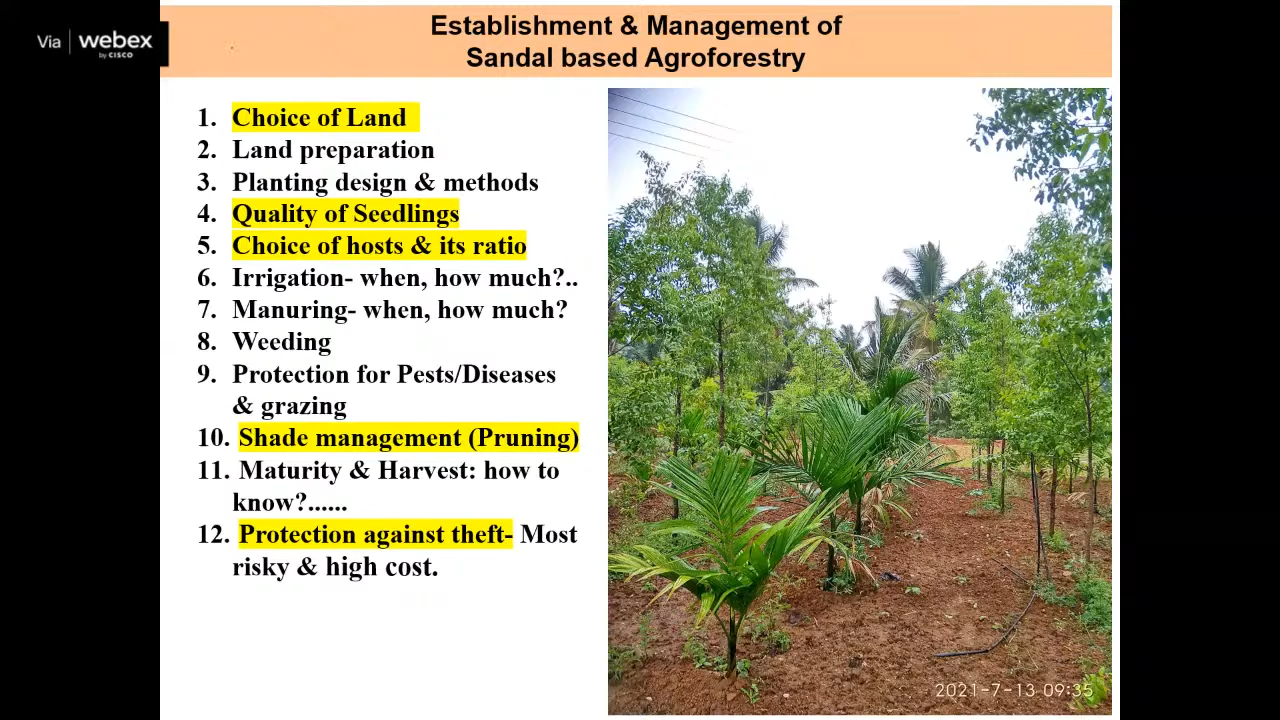 Via webex
by CISCO
Establishment & Management of
Sandal based Agroforestry
1. Choice of Land
2. Land preparation
3. Planting design & methods
4. Quality of Seedlings
5. Choice of hosts & its ratio
6. Irrigation- when, how much?..
7. Manuring- when, how much?
8. Weeding
9. Protection for Pests/Diseases
& grazing
10. Shade management (Pruning)
11. Maturity & Harvest: how to
know?......
12. Protection against theft- Most
risky & high cost.
2021-7-13 09:35